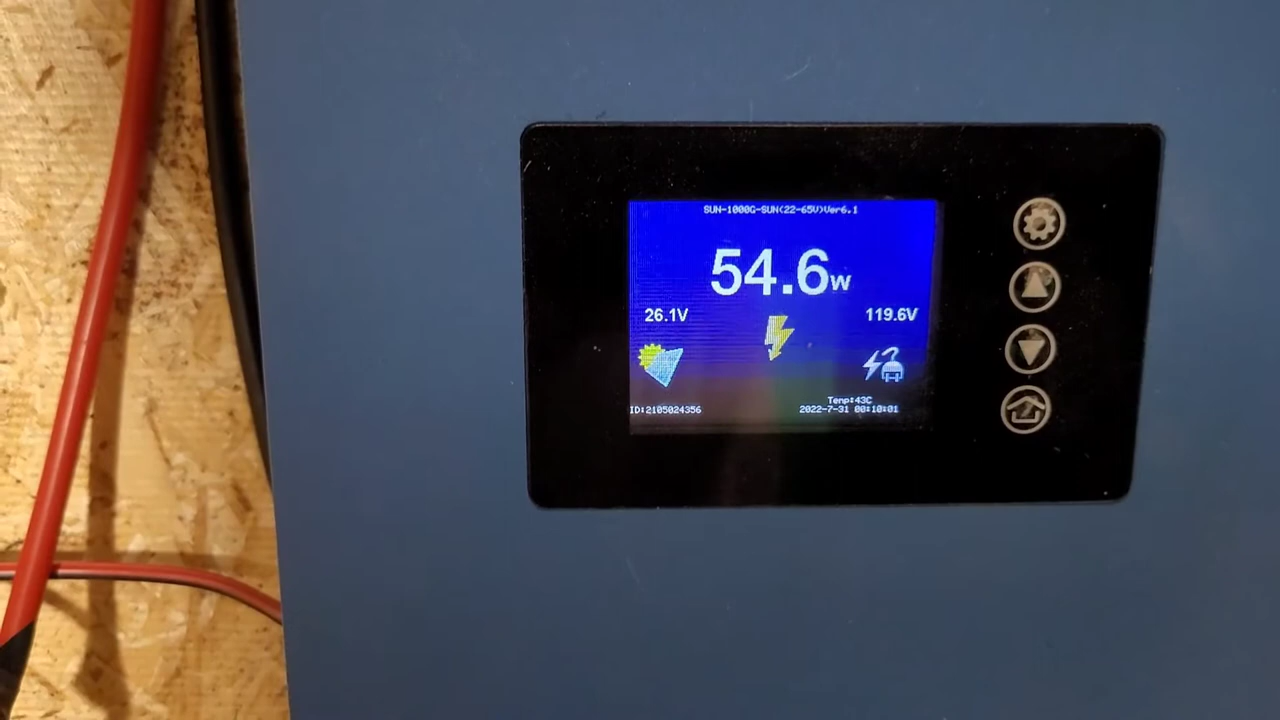 SUN-1000G-SUN(22-65V)Ver6.1
54.6W
26.1V
119.6V
Temp:43C
ID:2105024356
2022-7-31 00:10:01